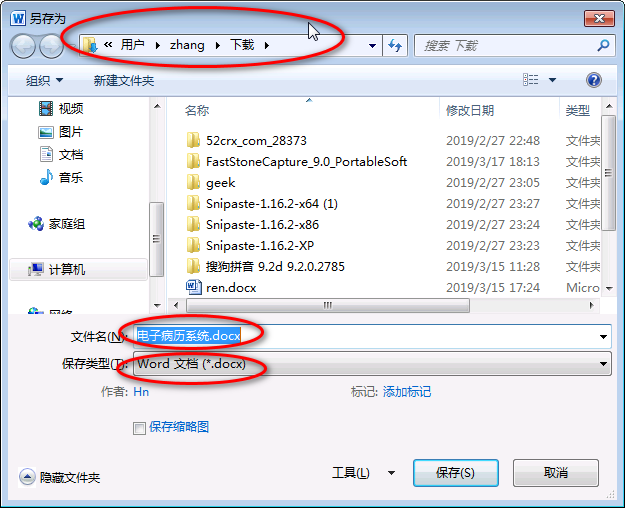 另存为
« 用户 ▸ zhang ▸ 下载 ▸
搜索 下载
组织 新建文件夹
视频
图片
文档
音乐
家庭组
计算机
名称 修改日期 类型
52crx_com_28373 2019/2/27 22:48 文件夹
FastStoneCapture_9.0_PortableSoft 2019/3/17 18:13 文件夹
geek 2019/2/27 23:05 文件夹
Snipaste-1.16.2-x64 (1) 2019/2/27 23:27 文件夹
Snipaste-1.16.2-x86 2019/2/27 23:24 文件夹
Snipaste-1.16.2-XP 2019/2/27 23:23 文件夹
搜狗拼音 9.2d 9.2.0.2785 2019/3/15 11:28 文件夹
ren.docx 2019/3/15 17:24 Micro
文件名(N): 电子病历系统.docx
保存类型(T): Word 文档 (*.docx)
作者: Hn 标记: 添加标记
保存缩略图
隐藏文件夹 工具(L) 保存(S) 取消